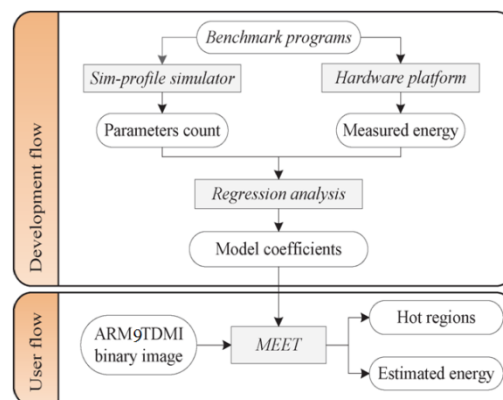 Development flow
Benchmark programs
Sim-profile simulator
Hardware platform
Parameters count
Measured energy
Regression analysis
Model coefficients
User flow
ARM9TDMI
binary image
MEET
Hot regions
Estimated energy